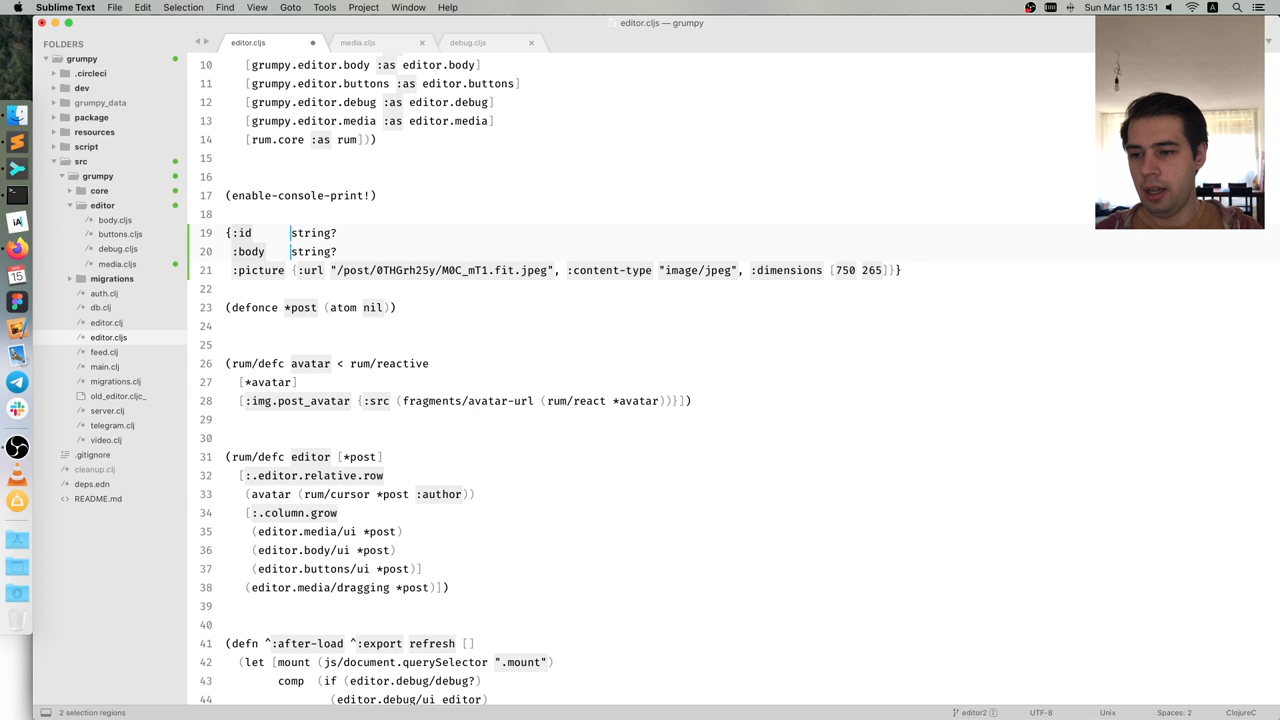 Sublime Text File Edit Selection Find View Goto Tools Project Window Help
Sun Mar 15 13:51
editor.cljs — grumpy
FOLDERS
grumpy
.circleci
dev
grumpy_data
package
resources
script
src
grumpy
core
editor
body.cljs
buttons.cljs
debug.cljs
media.cljs
migrations
auth.clj
db.clj
editor.clj
editor.cljs
feed.clj
main.clj
migrations.clj
old_editor.cljc_
server.clj
telegram.clj
video.clj
.gitignore
cleanup.clj
deps.edn
README.md
editor.cljs media.cljs debug.cljs
10 [grumpy.editor.body :as editor.body]
11 [grumpy.editor.buttons :as editor.buttons]
12 [grumpy.editor.debug :as editor.debug]
13 [grumpy.editor.media :as editor.media]
14 [rum.core :as rum]))
15
16
17 (enable-console-print!)
18
19 {:id string?
20 :body string?
21 :picture {:url "/post/0THGrh25y/M0C_mT1.fit.jpeg", :content-type "image/jpeg", :dimensions [750 265]}}
22
23 (defonce *post (atom nil))
24
25
26 (rum/defc avatar < rum/reactive
27 [*avatar]
28 [:img.post_avatar {:src (fragments/avatar-url (rum/react *avatar))}])
29
30
31 (rum/defc editor [*post]
32 [:.editor.relative.row
33 (avatar (rum/cursor *post :author))
34 [:.column.grow
35 (editor.media/ui *post)
36 (editor.body/ui *post)
37 (editor.buttons/ui *post)]
38 (editor.media/dragging *post)])
39
40
41 (defn ^:after-load ^:export refresh []
42 (let [mount (js/document.querySelector ".mount")
43 comp (if (editor.debug/debug?)
44 (editor.debug/ui editor)
2 selection regions
editor2 2 UTF-8 Unix Spaces: 2 ClojureC